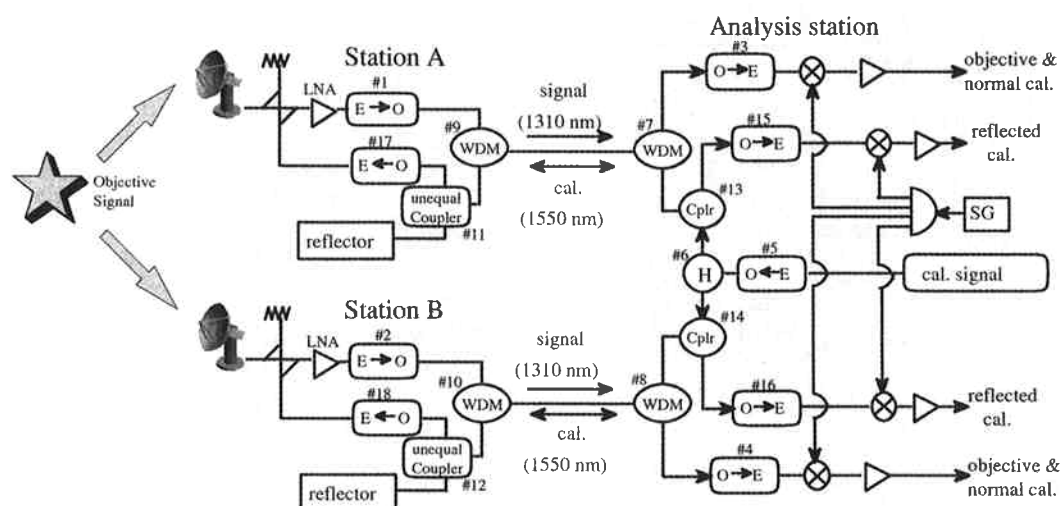 Analysis station
Station A
#3
O→E
objective &
normal cal.
LNA
#1
E→O
signal
(1310 nm)
#15
O→E
reflected
cal.
#9
WDM
#7
WDM
#17
E←O
Objective
Signal
cal.
(1550 nm)
#13
Cplr
unequal
Coupler
#11
reflector
SG
#6
H
#5
O←E
cal. signal
Station B
#14
Cplr
LNA
#2
E→O
signal
(1310 nm)
#10
WDM
#8
WDM
#16
O→E
reflected
cal.
#18
E←O
cal.
(1550 nm)
unequal
Coupler
#12
reflector
#4
O→E
objective &
normal cal.